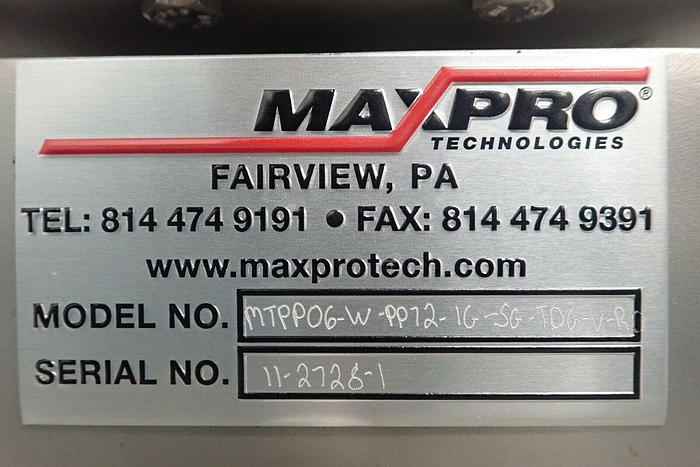 MAXPRO®
TECHNOLOGIES
FAIRVIEW, PA
TEL: 814 474 9191 • FAX: 814 474 9391
www.maxprotech.com
MODEL NO. MTPP06-W-PP72-1G-SG-TDG-V-RO
SERIAL NO. 11-2728-1